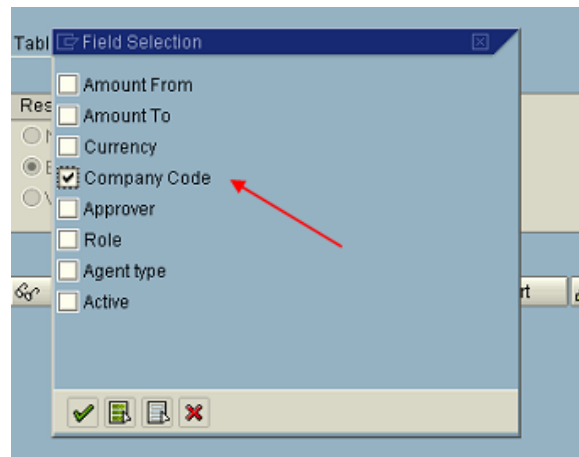 Tabl
Field Selection
Amount From
Res
Amount To
Currency
Company Code
Approver
Role
Agent type
rt
Active